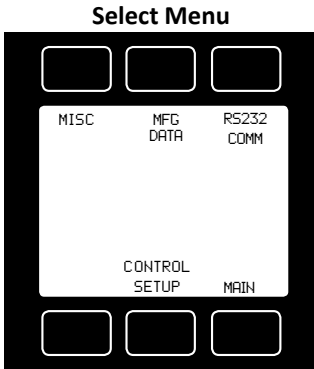 Select Menu
MISC MFG RS232
DATA COMM
CONTROL
SETUP MAIN